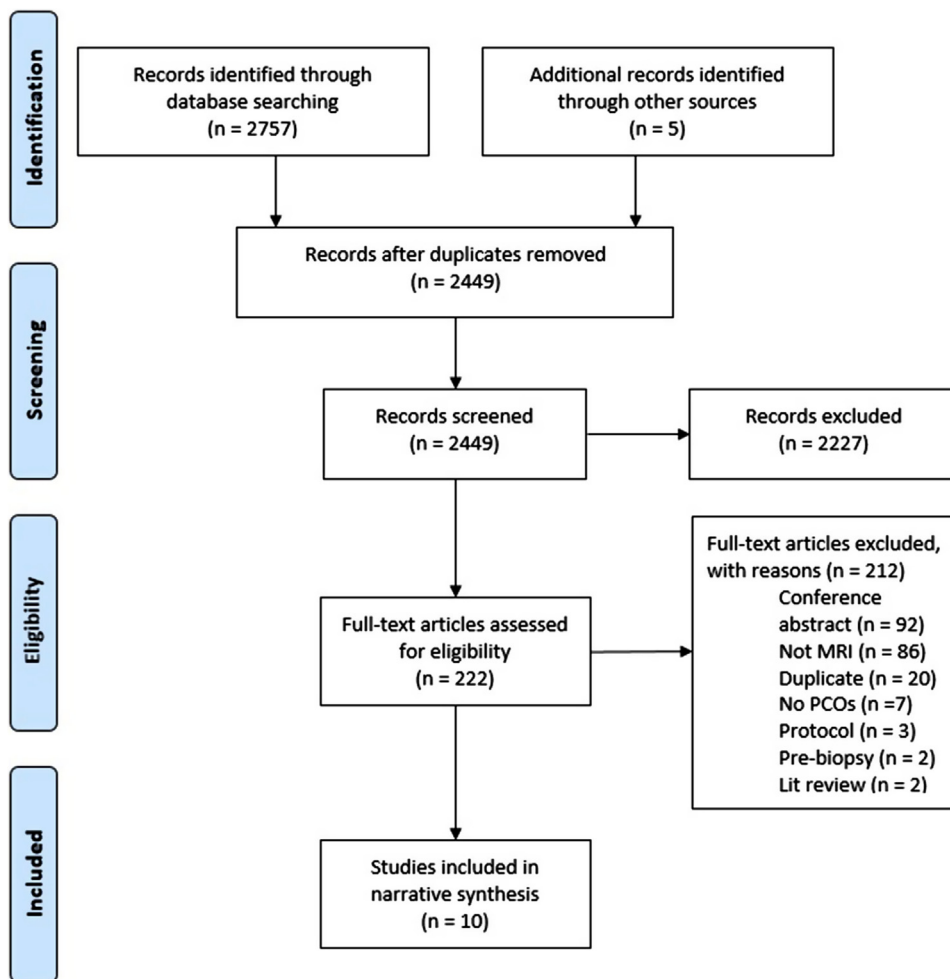 Identification
Records identified through
database searching
(n = 2757)
Additional records identified
through other sources
(n = 5)
Records after duplicates removed
(n = 2449)
Screening
Records screened
(n = 2449)
Records excluded
(n = 2227)
Eligibility
Full-text articles assessed
for eligibility
(n = 222)
Full-text articles excluded,
with reasons (n = 212)
Conference
abstract (n = 92)
Not MRI (n = 86)
Duplicate (n = 20)
No PCOs (n =7)
Protocol (n = 3)
Pre-biopsy (n = 2)
Lit review (n = 2)
Included
Studies included in
narrative synthesis
(n = 10)